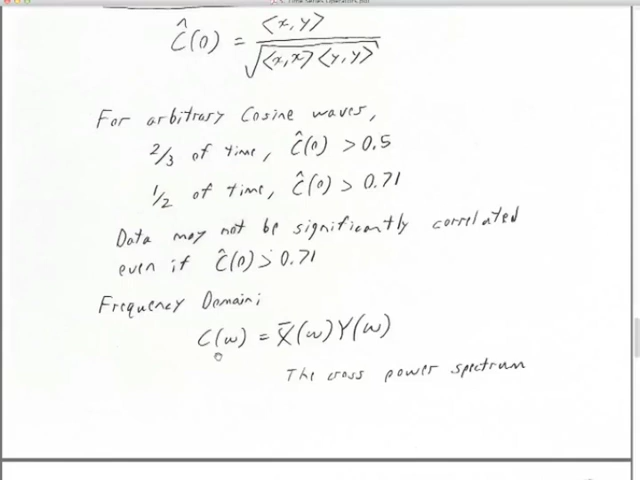 Ĉ(0) = <x,y> / √<x,x><y,y>
For arbitrary Cosine waves,
2/3 of time, Ĉ(0) > 0.5
1/2 of time, Ĉ(0) > 0.71
Data may not be significantly correlated
even if Ĉ(0) > 0.71
Frequency Domain:
C(ω) = X̄(ω)Y(ω)
The cross power spectrum